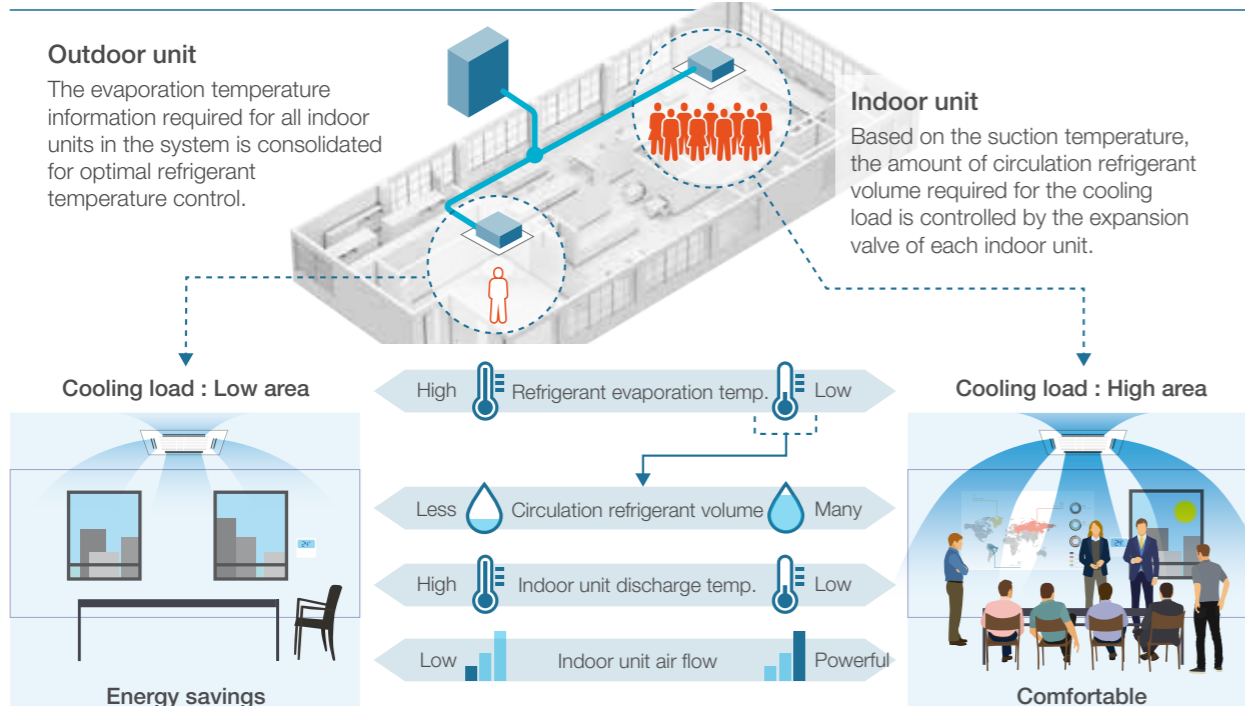 Outdoor unit
The evaporation temperature
information required for all indoor
units in the system is consolidated
for optimal refrigerant
temperature control.
Indoor unit
Based on the suction temperature,
the amount of circulation refrigerant
volume required for the cooling
load is controlled by the expansion
valve of each indoor unit.
Cooling load : Low area
High Refrigerant evaporation temp. Low
Cooling load : High area
Less Circulation refrigerant volume Many
24°
24°
High Indoor unit discharge temp. Low
Low Indoor unit air flow Powerful
Energy savings
Comfortable